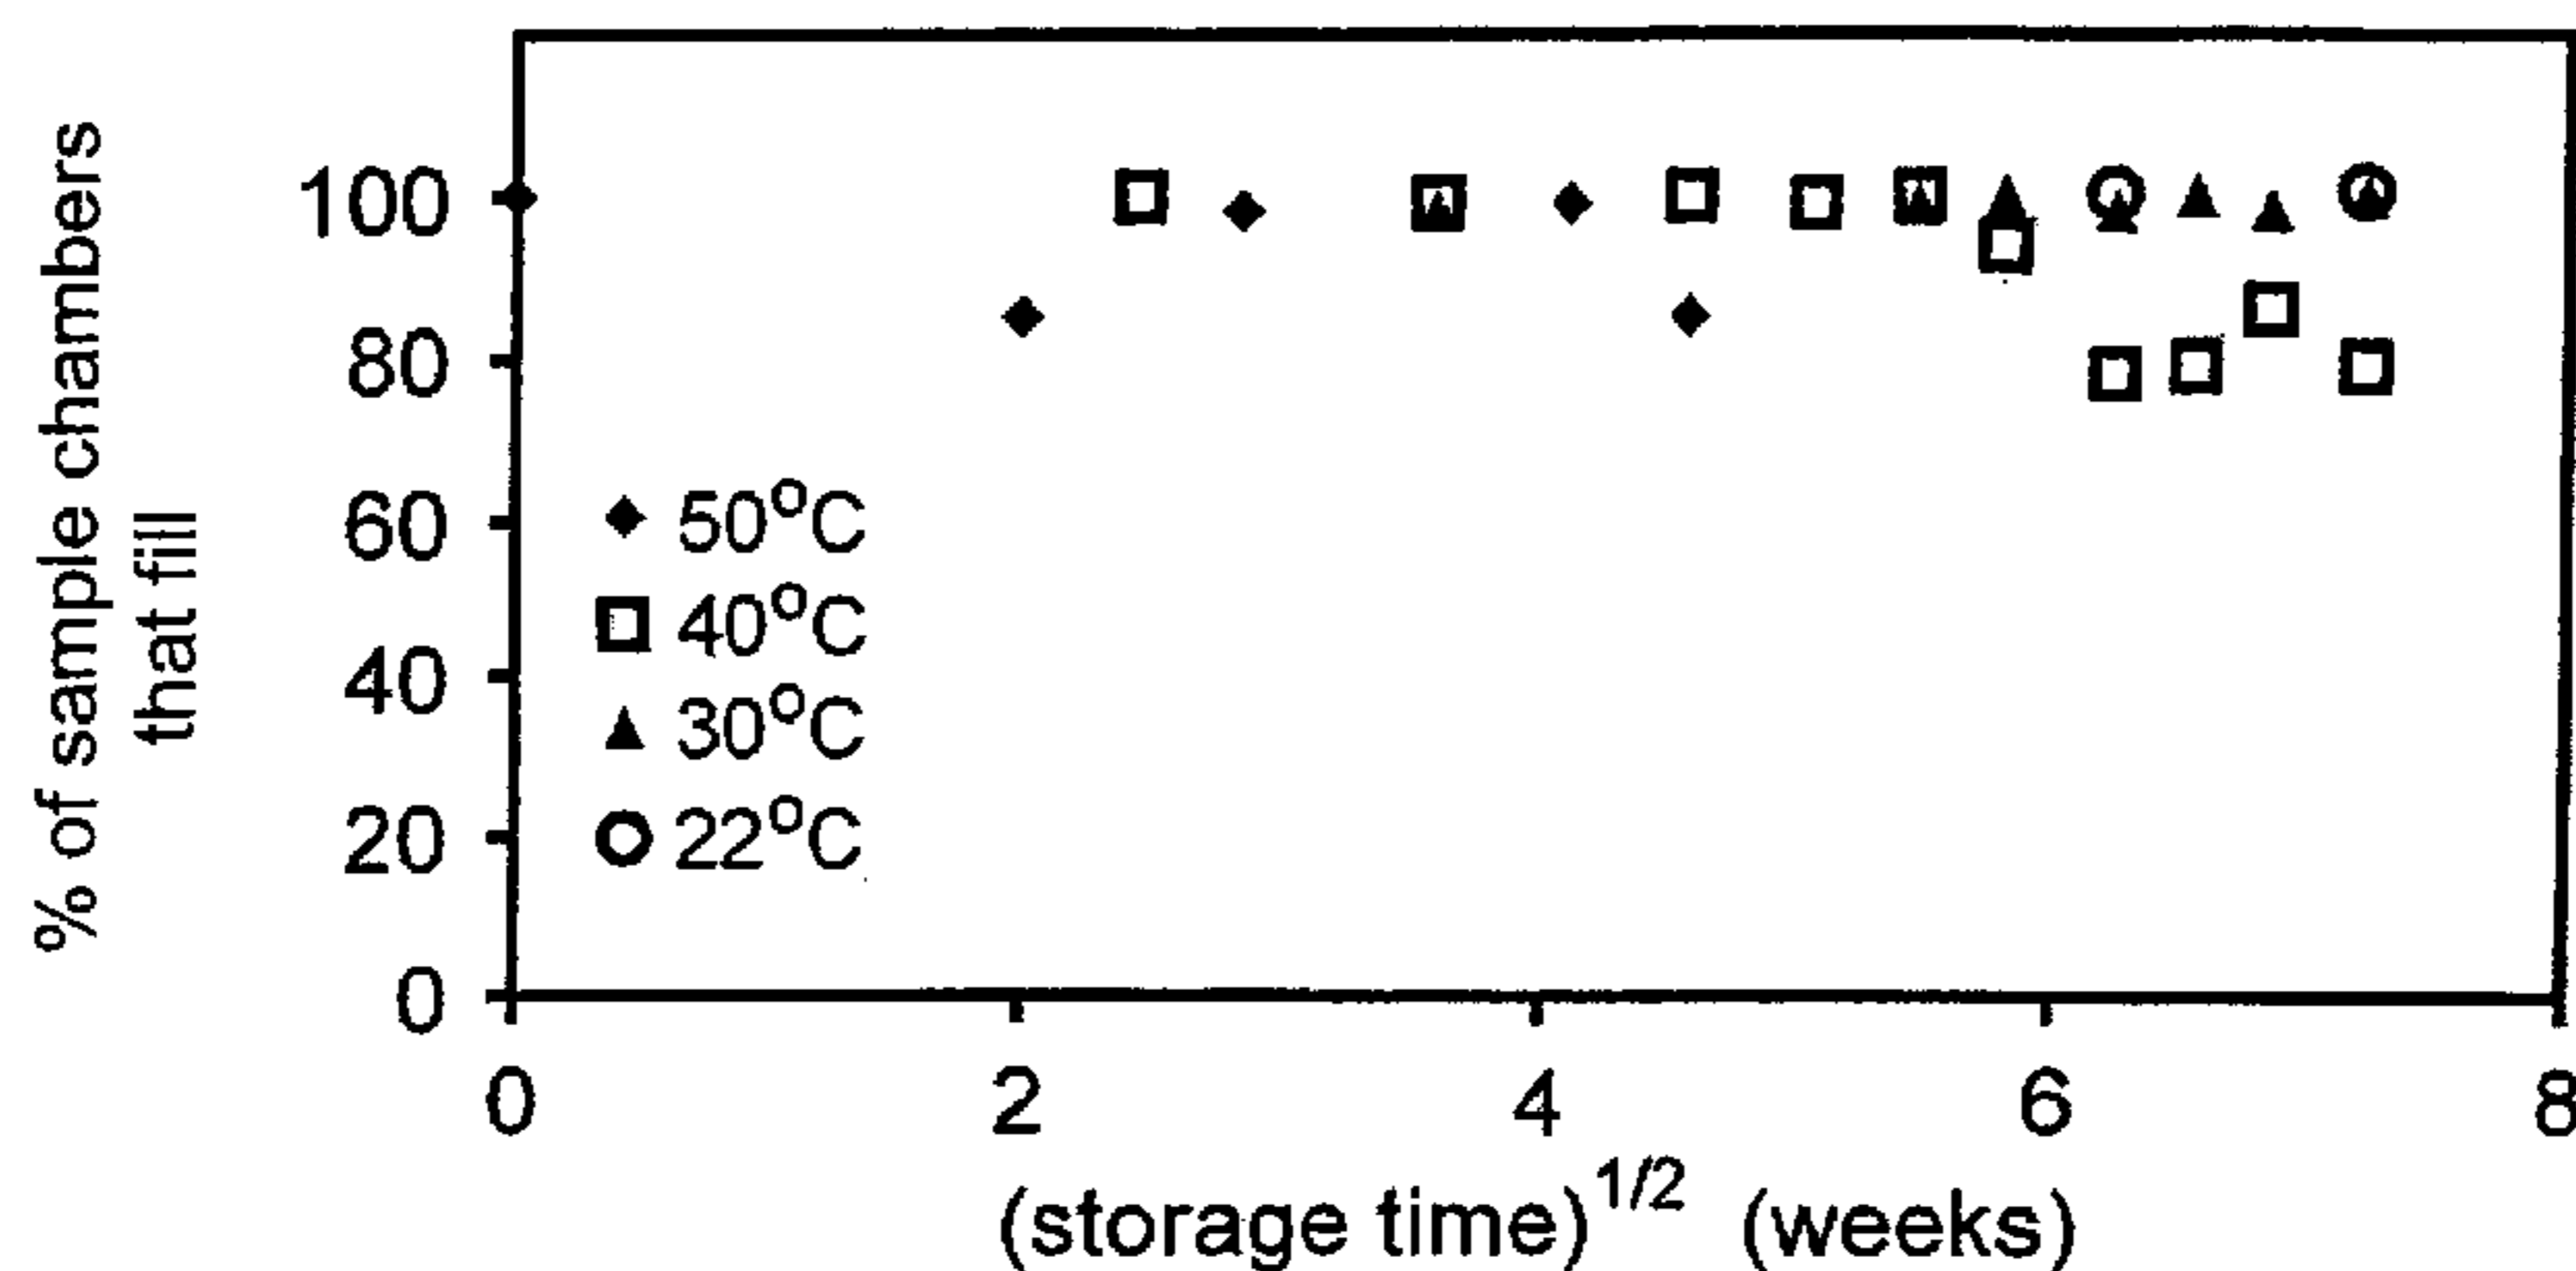 % of sample chambers
that fill
100
80
60
40
20
0
50°C
40°C
30°C
22°C
0 2 4 6 8
(storage time)^1/2 (weeks)